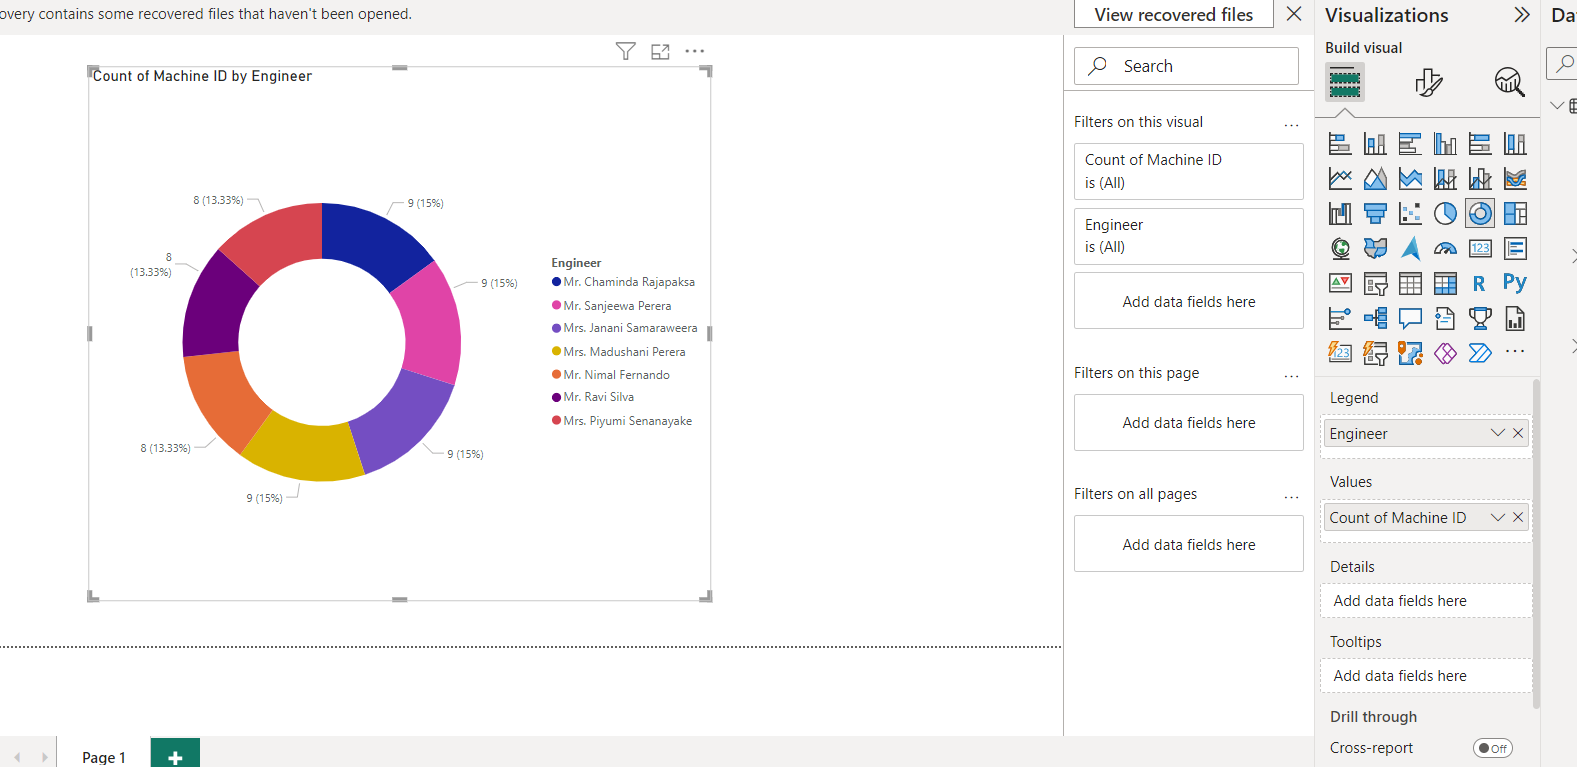 overy contains some recovered files that haven't been opened.
View recovered files
Count of Machine ID by Engineer
8 (13.33%)
9 (15%)
8
(13.33%)
9 (15%)
8 (13.33%)
9 (15%)
9 (15%)
Engineer
Mr. Chaminda Rajapaksa
Mr. Sanjeewa Perera
Mrs. Janani Samaraweera
Mrs. Madushani Perera
Mr. Nimal Fernando
Mr. Ravi Silva
Mrs. Piyumi Senanayake
Page 1
Search
Filters on this visual
Count of Machine ID
is (All)
Engineer
is (All)
Add data fields here
Filters on this page
Add data fields here
Filters on all pages
Add data fields here
Visualizations
Build visual
123
R Py
123
Legend
Engineer
Values
Count of Machine ID
Details
Add data fields here
Tooltips
Add data fields here
Drill through
Cross-report
Off
Da